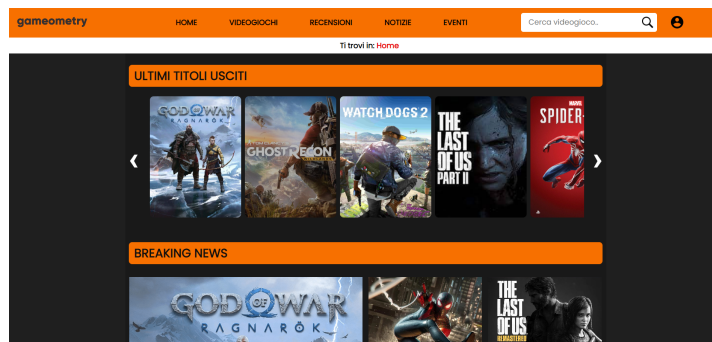 gameometry
HOME VIDEOGIOCHI RECENSIONI NOTIZIE EVENTI Cerca videogioco..
Ti trovi in: Home
ULTIMI TITOLI USCITI
GOD OF WAR
RAGNARÖK
GHOST RECON
WATCH DOGS 2
THE
LAST
OF US
PART II
MARVEL
SPIDER-
BREAKING NEWS
GOD OF WAR
RAGNARÖK
THE
LAST
OF US
REMASTERED